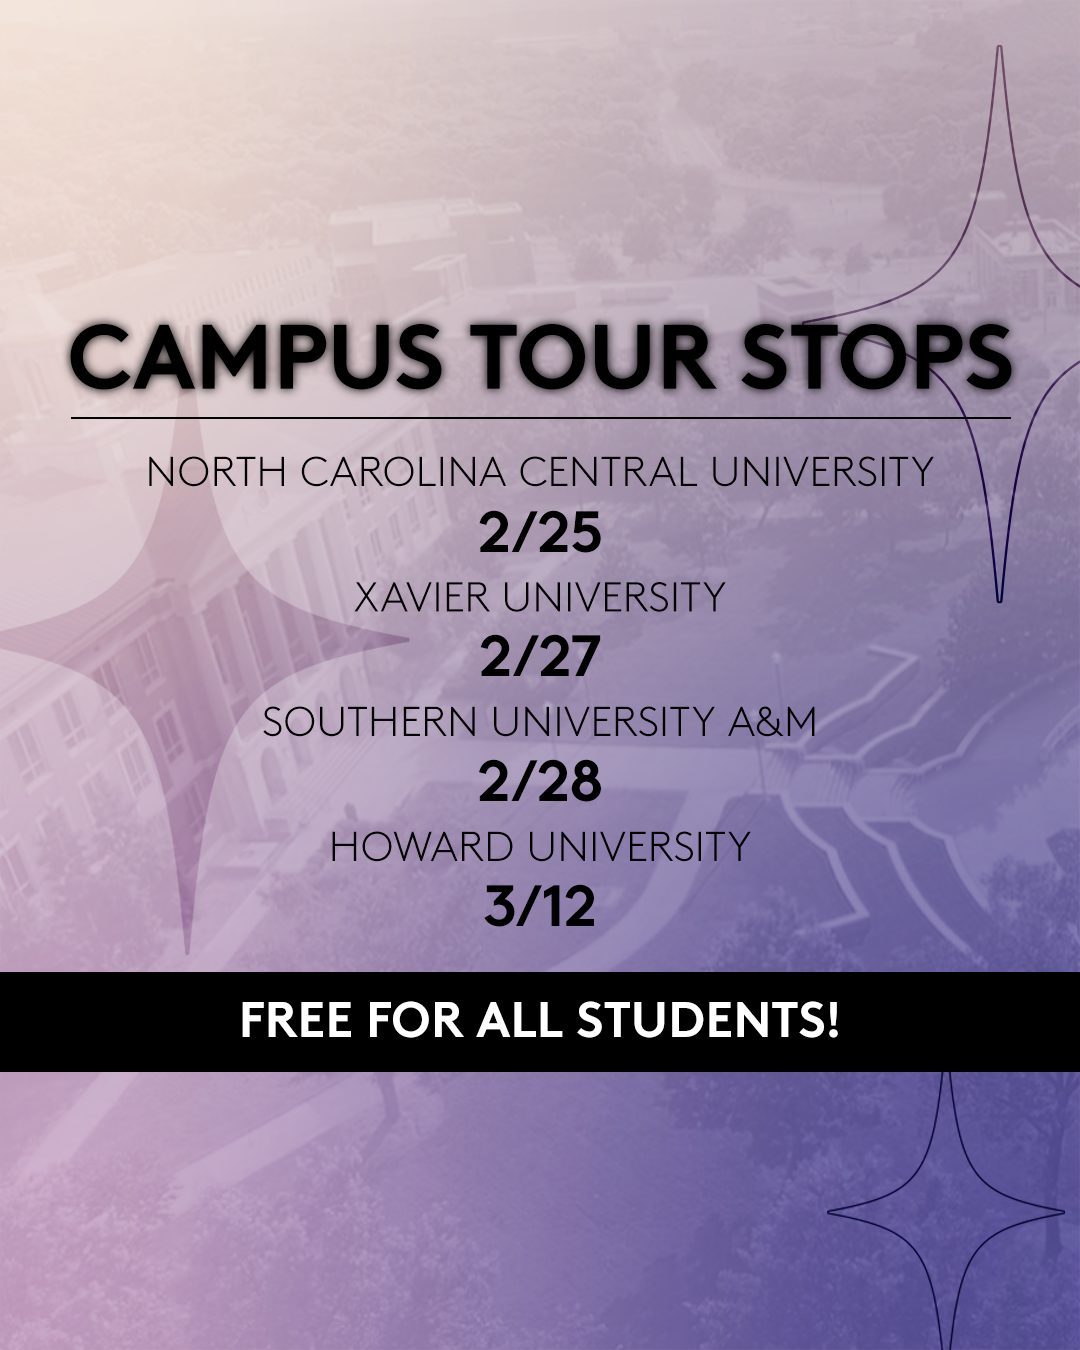 CAMPUS TOUR STOPS
NORTH CAROLINA CENTRAL UNIVERSITY
2/25
XAVIER UNIVERSITY
2/27
SOUTHERN UNIVERSITY A&M
2/28
HOWARD UNIVERSITY
3/12
FREE FOR ALL STUDENTS!